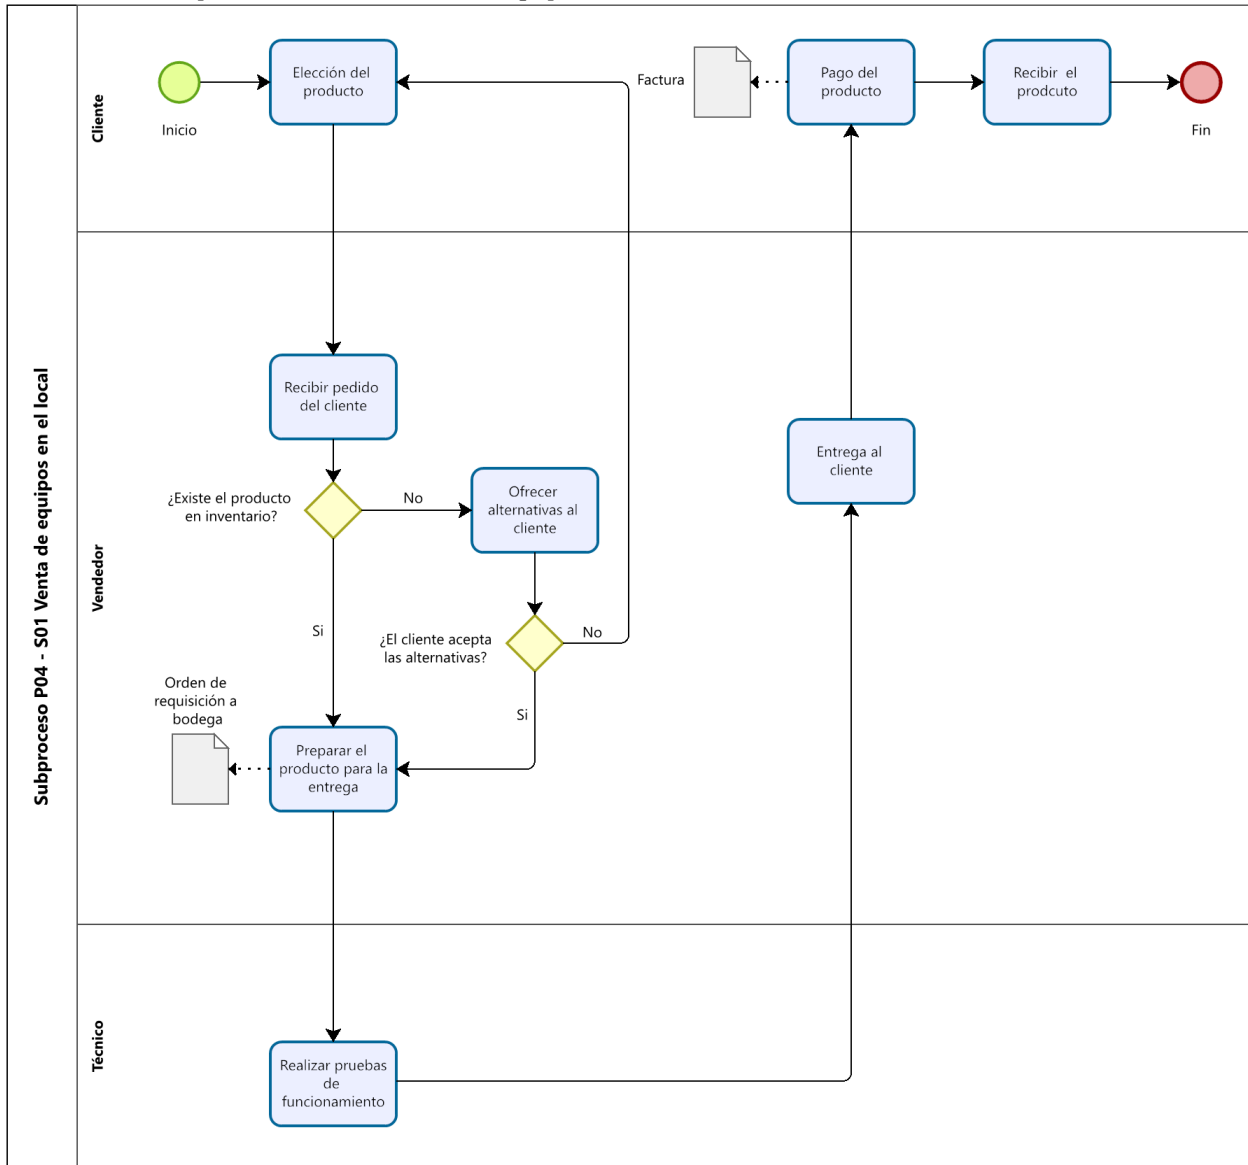 Subproceso P04 - S01 Venta de equipos en el local
Cliente
Inicio
Elección del
producto
Factura
Pago del
producto
Recibir el
prodcuto
Fin
Vendedor
Recibir pedido
del cliente
¿Existe el producto
en inventario?
No
Ofrecer
alternativas al
cliente
Entrega al
cliente
Si
¿El cliente acepta
las alternativas?
No
Si
Orden de
requisición a
bodega
Preparar el
producto para la
entrega
Técnico
Realizar pruebas
de
funcionamiento